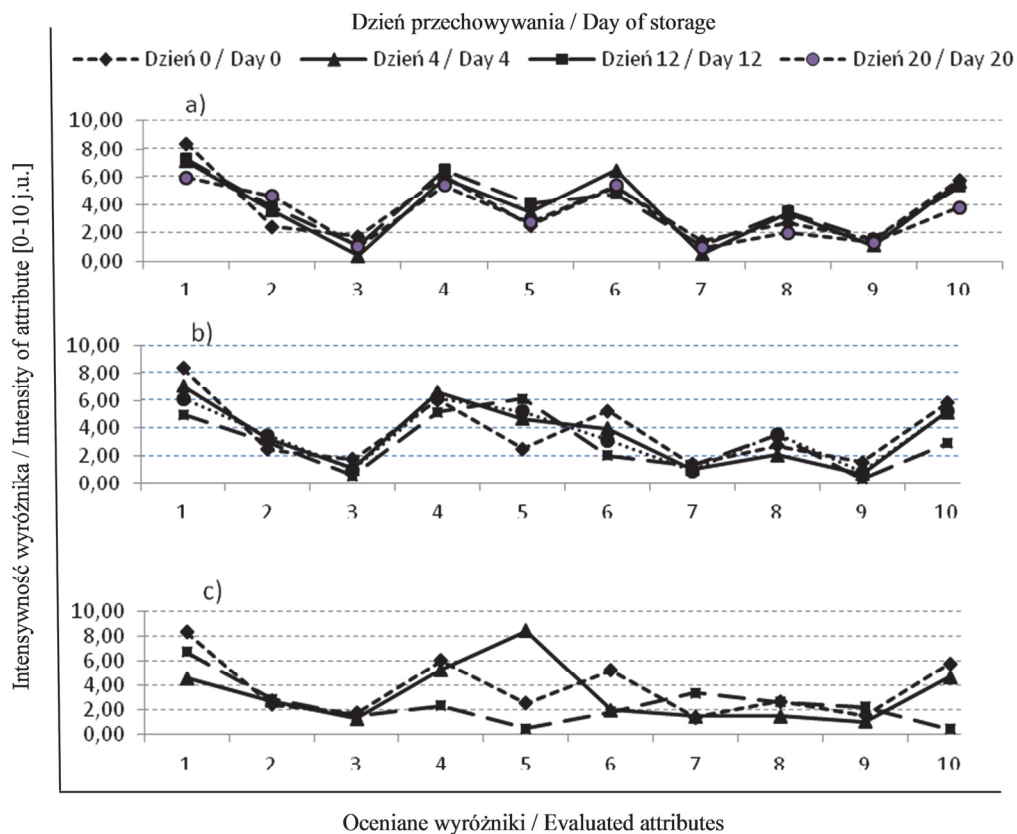 Dzień przechowywania / Day of storage
Dzień 0 / Day 0 Dzień 4 / Day 4 Dzień 12 / Day 12 Dzień 20 / Day 20
Intensywność wyróżnika / Intensity of attribute [0-10 j.u.]
a)
10,00
8,00
6,00
4,00
2,00
0,00
1 2 3 4 5 6 7 8 9 10
b)
10,00
8,00
6,00
4,00
2,00
0,00
1 2 3 4 5 6 7 8 9 10
c)
10,00
8,00
6,00
4,00
2,00
0,00
1 2 3 4 5 6 7 8 9 10
Oceniane wyróżniki / Evaluated attributes